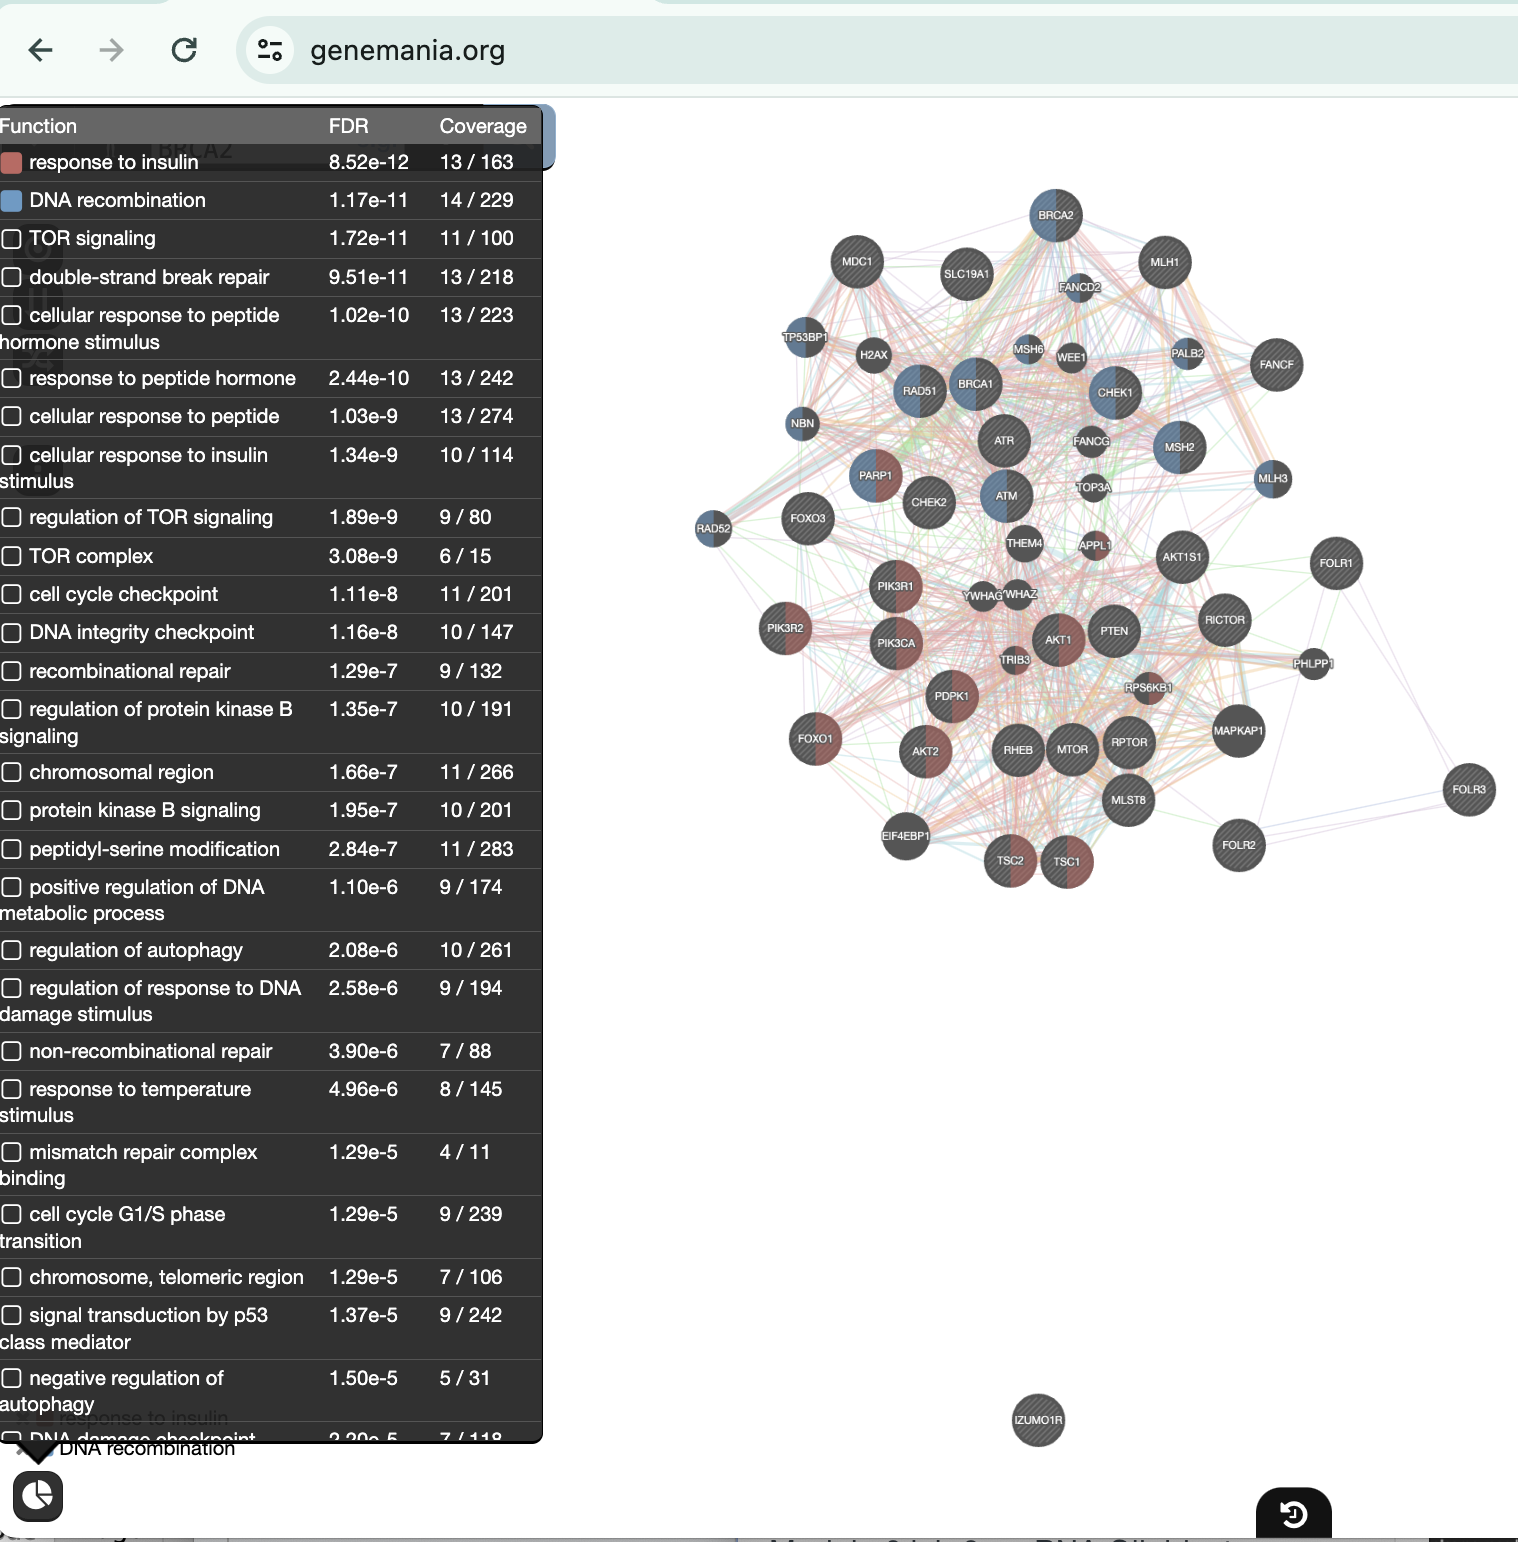 genemania.org
Function FDR Coverage
BRCA2
response to insulin 8.52e-12 13 / 163
DNA recombination 1.17e-11 14 / 229
TOR signaling 1.72e-11 11 / 100
double-strand break repair 9.51e-11 13 / 218
cellular response to peptide 1.02e-10 13 / 223
hormone stimulus
response to peptide hormone 2.44e-10 13 / 242
cellular response to peptide 1.03e-9 13 / 274
cellular response to insulin 1.34e-9 10 / 114
stimulus
regulation of TOR signaling 1.89e-9 9 / 80
TOR complex 3.08e-9 6 / 15
cell cycle checkpoint 1.11e-8 11 / 201
DNA integrity checkpoint 1.16e-8 10 / 147
recombinational repair 1.29e-7 9 / 132
regulation of protein kinase B 1.35e-7 10 / 191
signaling
chromosomal region 1.66e-7 11 / 266
protein kinase B signaling 1.95e-7 10 / 201
peptidyl-serine modification 2.84e-7 11 / 283
positive regulation of DNA 1.10e-6 9 / 174
metabolic process
regulation of autophagy 2.08e-6 10 / 261
regulation of response to DNA 2.58e-6 9 / 194
damage stimulus
non-recombinational repair 3.90e-6 7 / 88
response to temperature 4.96e-6 8 / 145
stimulus
mismatch repair complex 1.29e-5 4 / 11
binding
cell cycle G1/S phase 1.29e-5 9 / 239
transition
chromosome, telomeric region 1.29e-5 7 / 106
signal transduction by p53 1.37e-5 9 / 242
class mediator
negative regulation of 1.50e-5 5 / 31
autophagy
response to insulin
DNA damage checkpoint 2.20e-5 7 / 118
DNA recombination
BRCA2
MDC1
SLC19A1
MLH1
FANCD2
TP53BP1
H2AX
MSH6
WEE1
PALB2
FANCF
RAD51
BRCA1
CHEK1
NBN
ATR
FANCG
MSH2
PARP1
CHEK2
ATM
TOP3A
MLH3
RAD52
FOXO3
THEM4
APPL1
AKT1S1
FOLR1
PIK3R1
YWHAG
YWHAZ
PIK3R2
PIK3CA
AKT1
PTEN
RICTOR
TRIB3
PHLPP1
PDPK1
RPS6KB1
FOXO1
AKT2
RHEB
MTOR
RPTOR
MAPKAP1
MLST8
FOLR3
EIF4EBP1
FOLR2
TSC2
TSC1
IZUMO1R